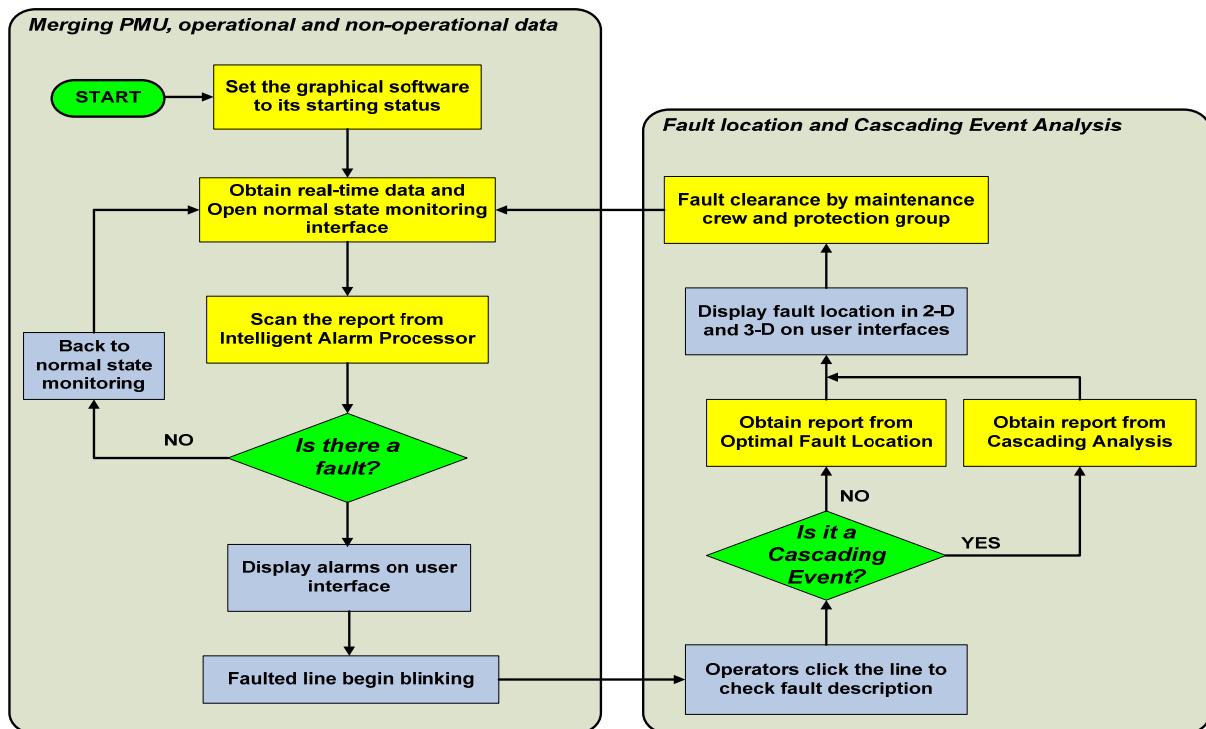 Merging PMU, operational and non-operational data
START
Set the graphical software
to its starting status
Obtain real-time data and
Open normal state monitoring
interface
Scan the report from
Intelligent Alarm Processor
Back to
normal state
monitoring
NO
Is there a
fault?
Display alarms on user
interface
Faulted line begin blinking
Fault location and Cascading Event Analysis
Fault clearance by maintenance
crew and protection group
Display fault location in 2-D
and 3-D on user interfaces
Obtain report from
Optimal Fault Location
Obtain report from
Cascading Analysis
NO
Is it a
Cascading
Event?
YES
Operators click the line to
check fault description